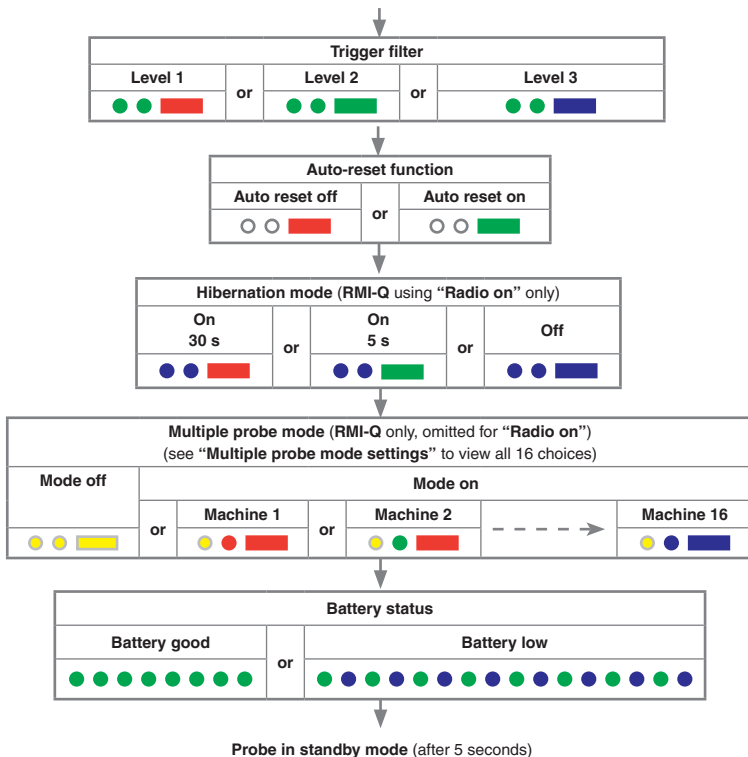 Trigger filter
Level 1
or
Level 2
or
Level 3
Auto-reset function
Auto reset off
or
Auto reset on
Hibernation mode (RMI-Q using “Radio on” only)
On
30 s
or
On
5 s
or
Off
Multiple probe mode (RMI-Q only, omitted for “Radio on”)
(see “Multiple probe mode settings” to view all 16 choices)
Mode off
Mode on
or
Machine 1
or
Machine 2
Machine 16
Battery status
Battery good
or
Battery low
Probe in standby mode (after 5 seconds)